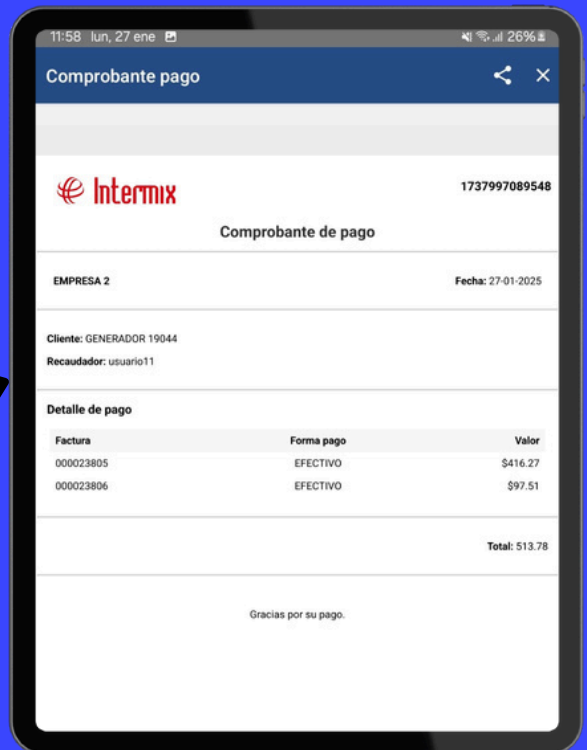 11:58 lun, 27 ene 26%
Comprobante pago
Intermix
1737997089548
Comprobante de pago
EMPRESA 2 Fecha: 27-01-2025
Cliente: GENERADOR 19044
Recaudador: usuario11
Detalle de pago
Factura Forma pago Valor
000023805 EFECTIVO $416.27
000023806 EFECTIVO $97.51
Total: 513.78
Gracias por su pago.